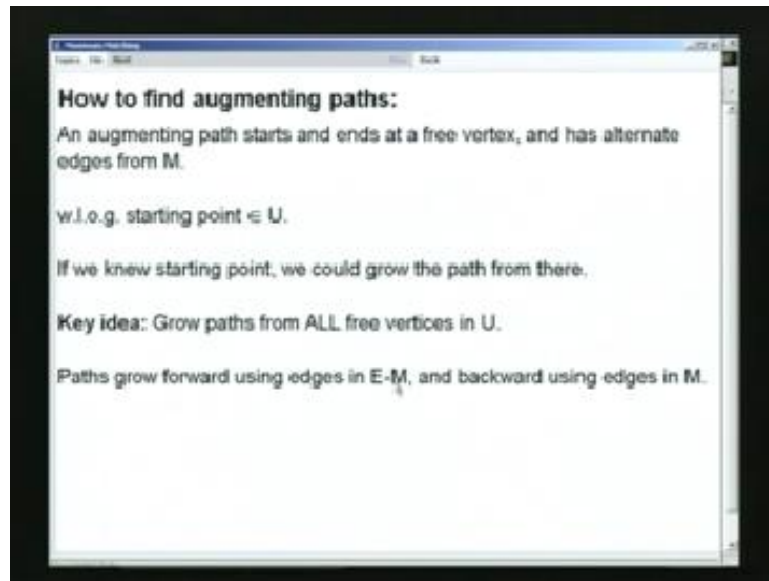 How to find augmenting paths:
An augmenting path starts and ends at a free vertex, and has alternate
edges from M.
w.l.o.g. starting point ∈ U.
If we knew starting point, we could grow the path from there.
Key idea: Grow paths from ALL free vertices in U.
Paths grow forward using edges in E-M, and backward using edges in M.